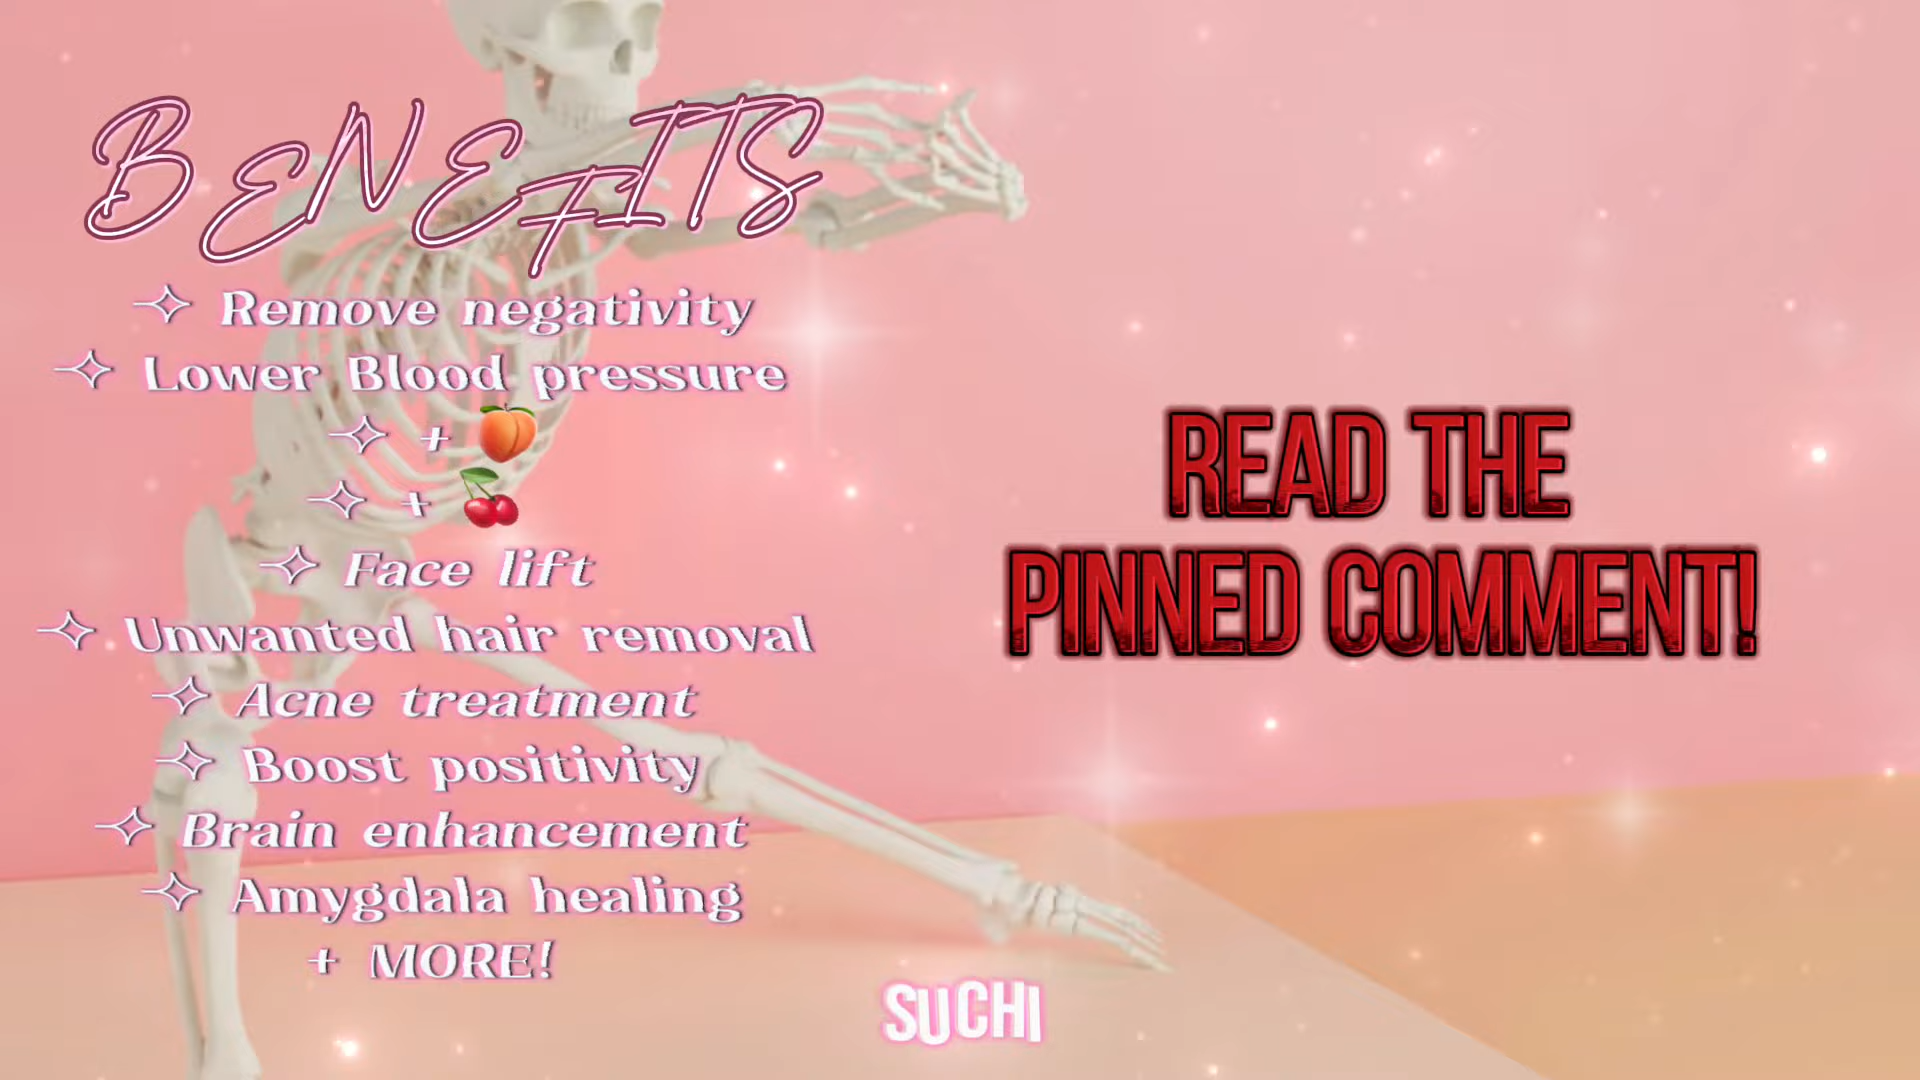 BENEFITS
✧ Remove negativity
✧ Lower Blood pressure
✧ + 🍑
✧ + 🍒
✧ Face lift
✧ Unwanted hair removal
✧ Acne treatment
✧ Boost positivity
✧ Brain enhancement
✧ Amygdala healing
+ MORE!
READ THE
PINNED COMMENT!
SUCHI